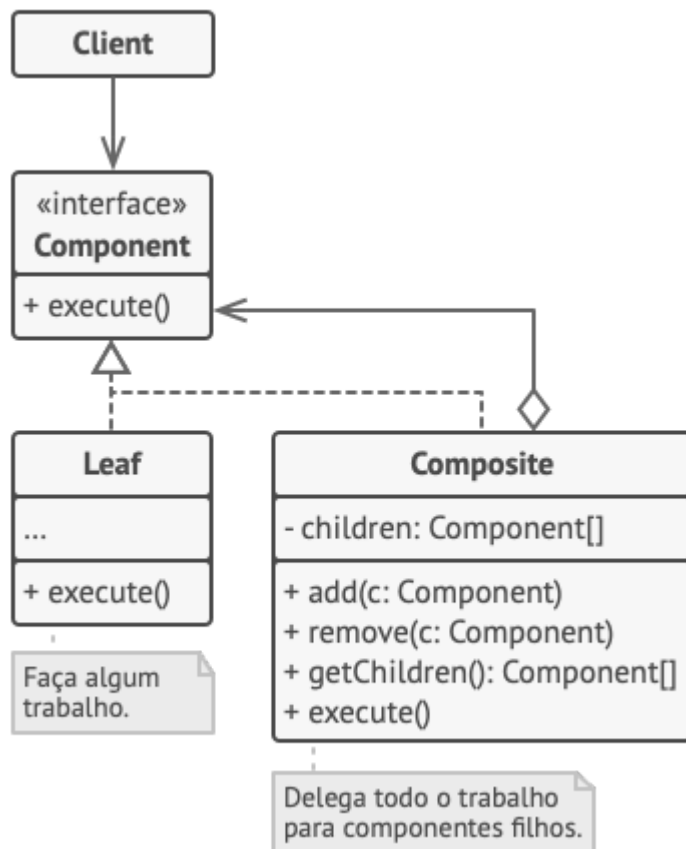 Client
«interface»
Component
+ execute()
Leaf
...
+ execute()
Faça algum
trabalho.
Composite
- children: Component[]
+ add(c: Component)
+ remove(c: Component)
+ getChildren(): Component[]
+ execute()
Delega todo o trabalho
para componentes filhos.